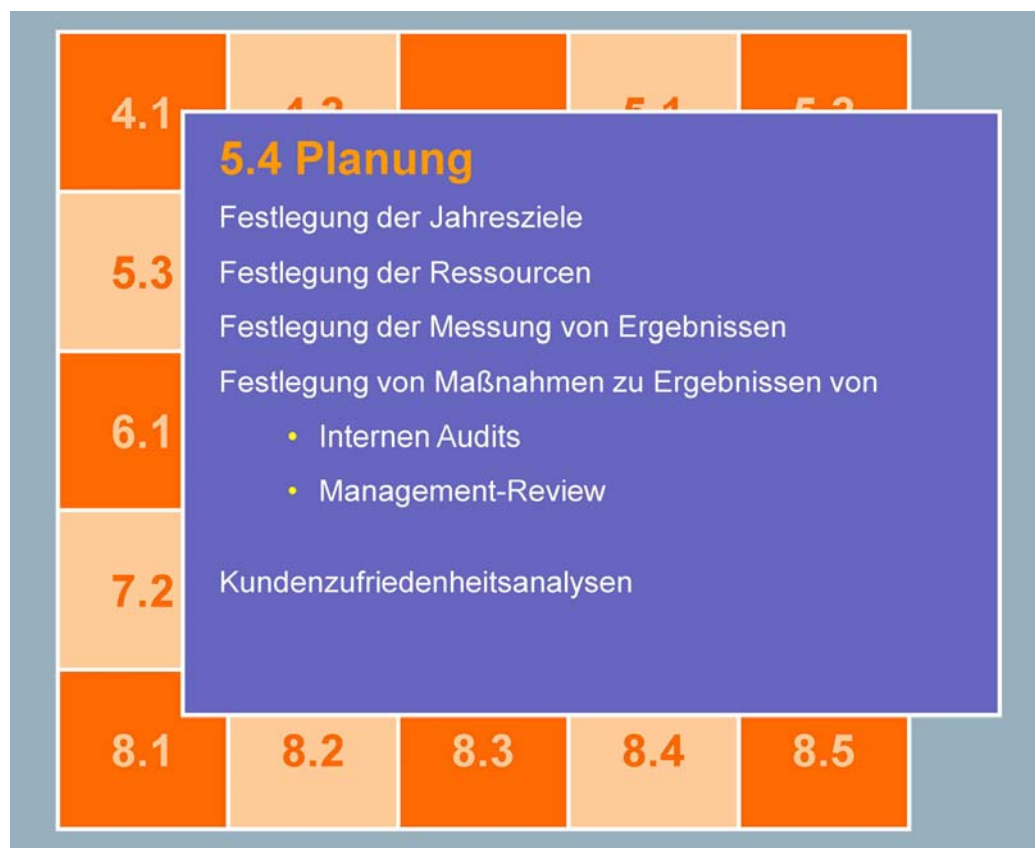 4.1
5.4 Planung
Festlegung der Jahresziele
5.3
Festlegung der Ressourcen
Festlegung der Messung von Ergebnissen
Festlegung von Maßnahmen zu Ergebnissen von
6.1
• Internen Audits
• Management-Review
7.2
Kundenzufriedenheitsanalysen
8.1 8.2 8.3 8.4 8.5